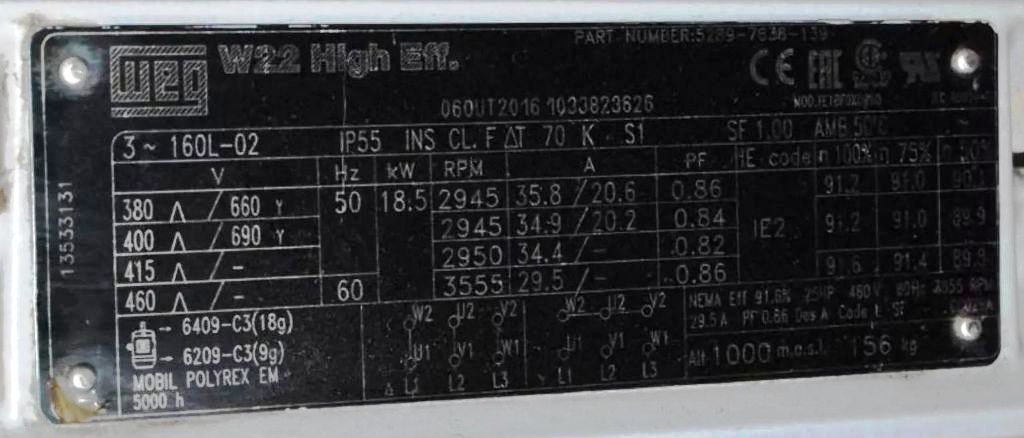 WEG W22 High Eff.
PART NUMBER:
CE EAC
06OUT2016 1033823626
3 ~ 160L-02 IP55 INS CL. F ΔT 70 K S1 SF 1.00 AMB
V Hz kW RPM A PF IE code η 100% η 75%
380 Δ / 660 Y 50 18.5 2945 35.8 / 20.6 0.86 91.2 91.0
400 Δ / 690 Y 2945 34.9 / 20.2 0.84 IE2 91.2 91.0 89.9
415 Δ / - 2950 34.4 / - 0.82 91.6 91.4 89.9
460 Δ / - 60 3555 29.5 / - 0.86
NEMA Eff 91.0% 25HP 460V 60Hz 3555 RPM
29.5 A PF 0.86 Des A Code
6409-C3(18g)
6209-C3(9g)
MOBIL POLYREX EM
5000 h
W2 U2 V2 W2 U2 V2
U1 V1 W1 U1 V1 W1
Δ L1 L2 L3 Y L1 L2 L3
Alt 1000 m.a.s.l. 156 kg
13533131